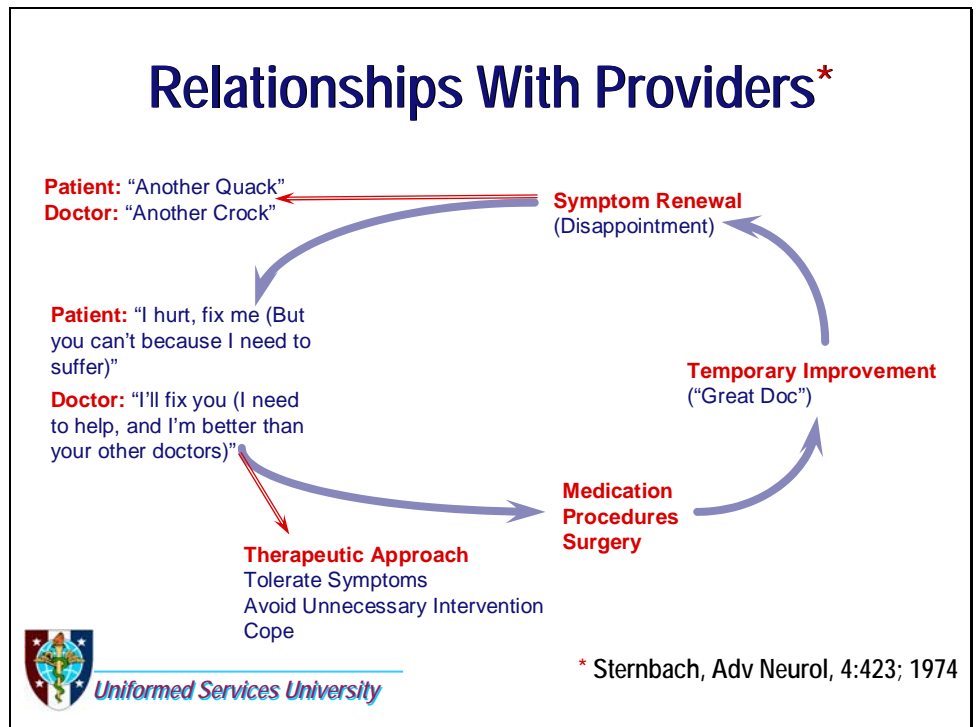 Relationships With Providers*
Patient: “Another Quack”
Doctor: “Another Crock”
Symptom Renewal
(Disappointment)
Patient: “I hurt, fix me (But
you can’t because I need to
suffer)”
Doctor: “I’ll fix you (I need
to help, and I’m better than
your other doctors)”
Temporary Improvement
(“Great Doc”)
Medication
Procedures
Surgery
Therapeutic Approach
Tolerate Symptoms
Avoid Unnecessary Intervention
Cope
Uniformed Services University
* Sternbach, Adv Neurol, 4:423; 1974